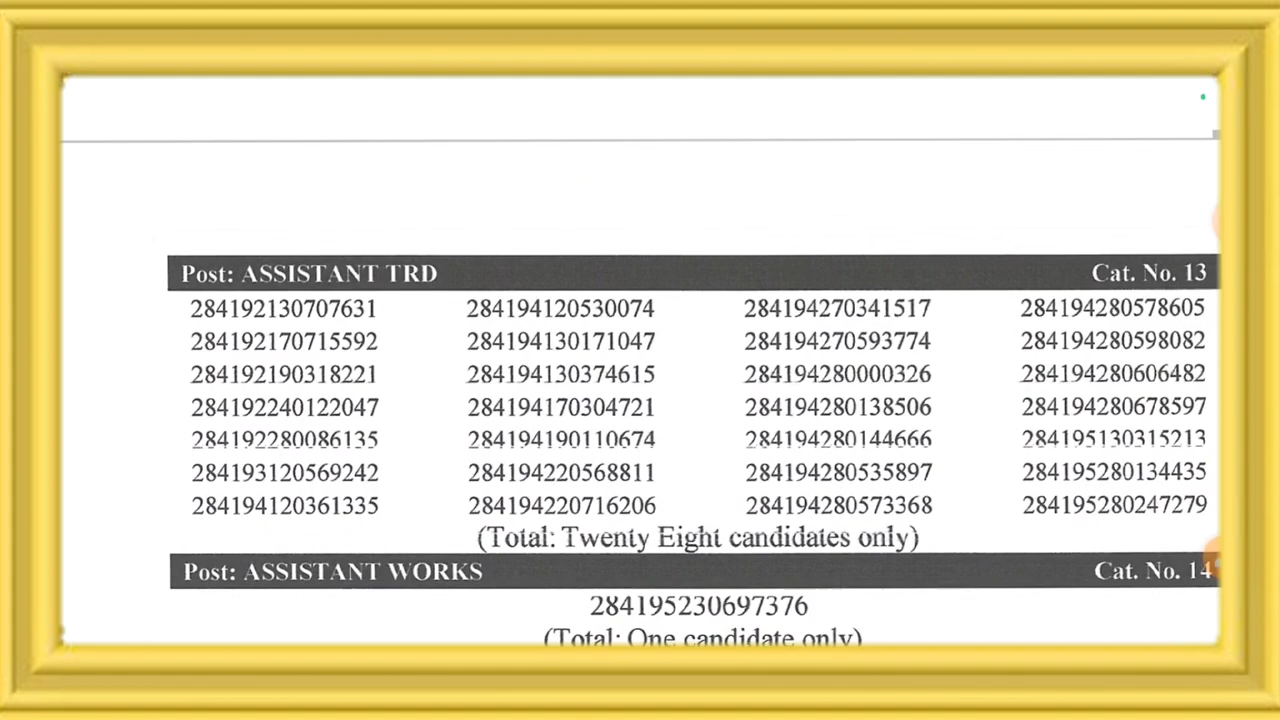 Post: ASSISTANT TRD Cat. No. 13
284192130707631 284194120530074 284194270341517 284194280578605
284192170715592 284194130171047 284194270593774 284194280598082
284192190318221 284194130374615 284194280000326 284194280606482
284192240122047 284194170304721 284194280138506 284194280678597
284192280086135 284194190110674 284194280144666 284195130315213
284193120569242 284194220568811 284194280535897 284195280134435
284194120361335 284194220716206 284194280573368 284195280247279
(Total: Twenty Eight candidates only)
Post: ASSISTANT WORKS Cat. No. 14
284195230697376
(Total: One candidate only)